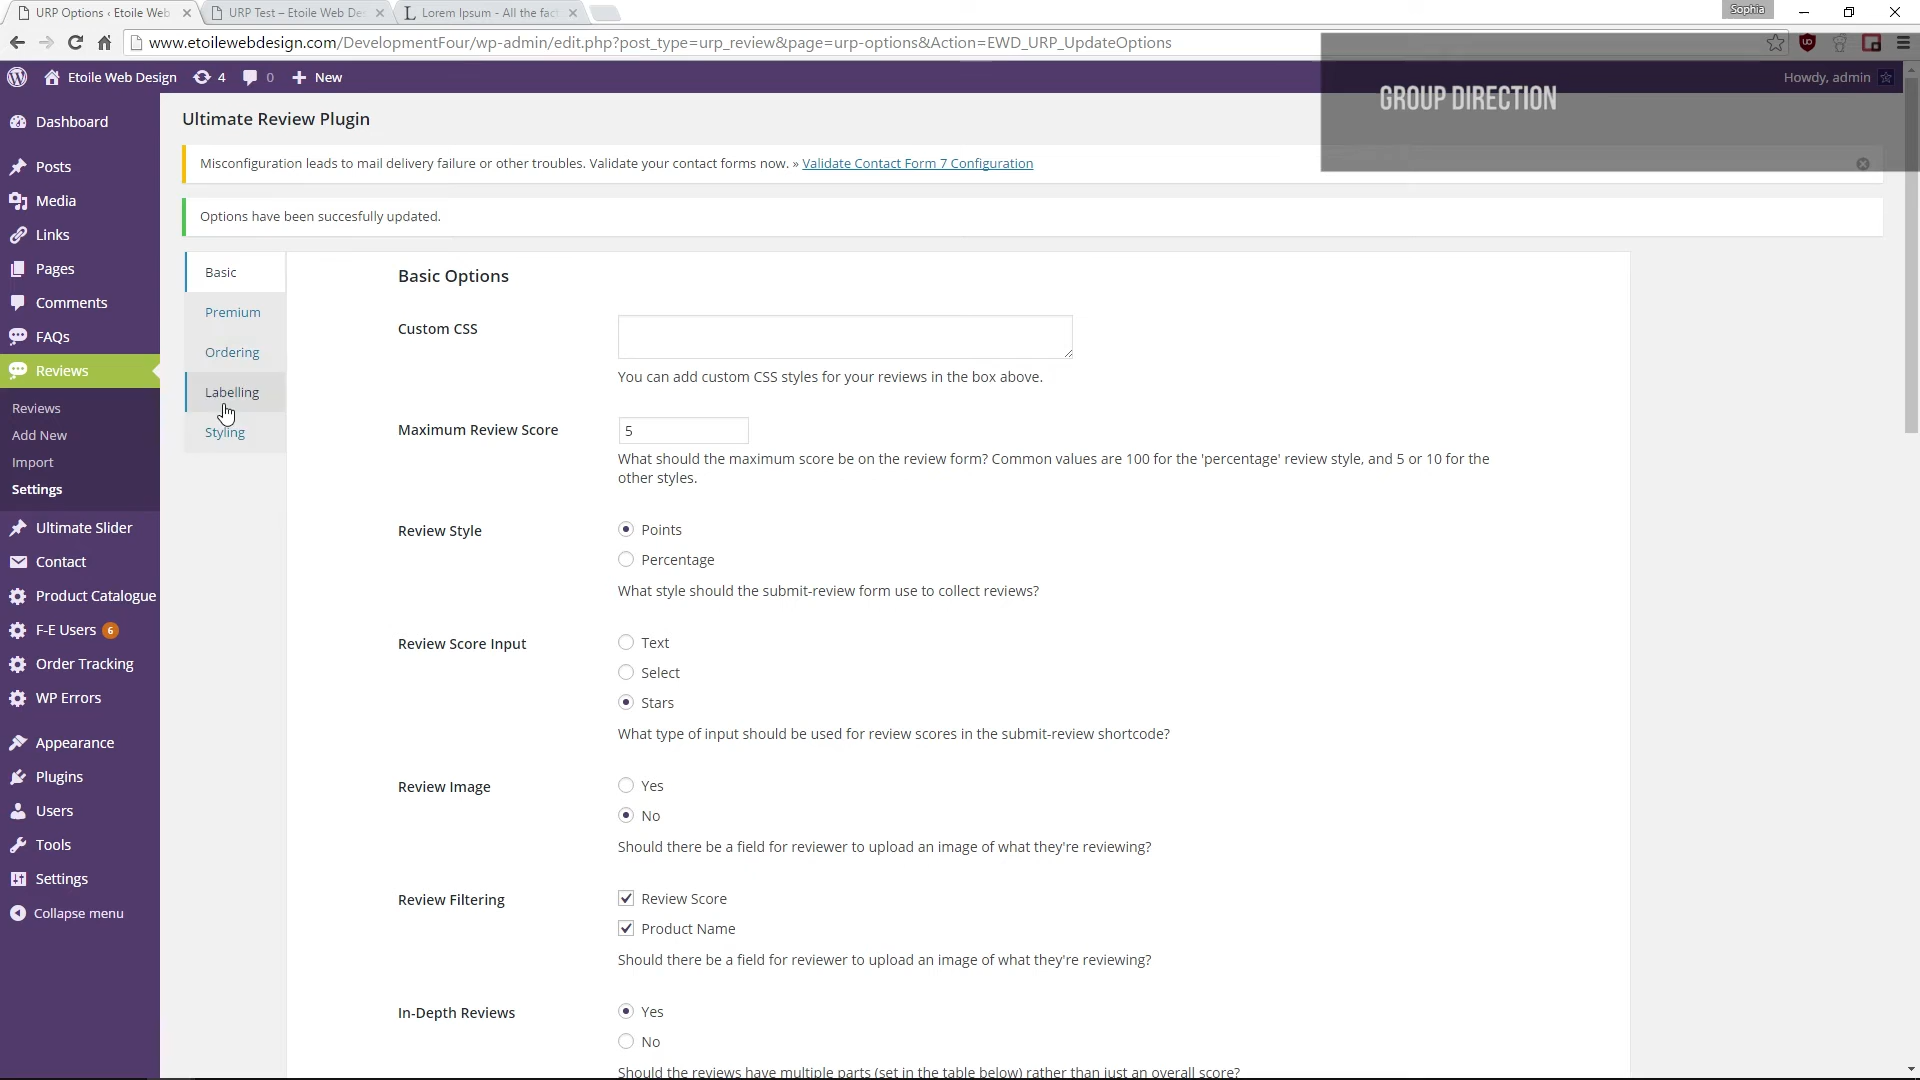 URP Options ‹ Etoile Web
URP Test – Etoile Web De
Lorem Ipsum - All the fac
Sophia
www.etoilewebdesign.com/DevelopmentFour/wp-admin/edit.php?post_type=urp_review&page=urp-options&Action=EWD_URP_UpdateOptions
Etoile Web Design
4
0
New
Howdy, admin
GROUP DIRECTION
Dashboard
Posts
Media
Links
Pages
Comments
FAQs
Reviews
Reviews
Add New
Import
Settings
Ultimate Slider
Contact
Product Catalogue
F-E Users 6
Order Tracking
WP Errors
Appearance
Plugins
Users
Tools
Settings
Collapse menu
Ultimate Review Plugin
Misconfiguration leads to mail delivery failure or other troubles. Validate your contact forms now. » Validate Contact Form 7 Configuration
Options have been succesfully updated.
Basic
Premium
Ordering
Labelling
Styling
Basic Options
Custom CSS
You can add custom CSS styles for your reviews in the box above.
Maximum Review Score
5
What should the maximum score be on the review form? Common values are 100 for the 'percentage' review style, and 5 or 10 for the
other styles.
Review Style
Points
Percentage
What style should the submit-review form use to collect reviews?
Review Score Input
Text
Select
Stars
What type of input should be used for review scores in the submit-review shortcode?
Review Image
Yes
No
Should there be a field for reviewer to upload an image of what they're reviewing?
Review Filtering
Review Score
Product Name
Should there be a field for reviewer to upload an image of what they're reviewing?
In-Depth Reviews
Yes
No
Should the reviews have multiple parts (set in the table below) rather than just an overall score?